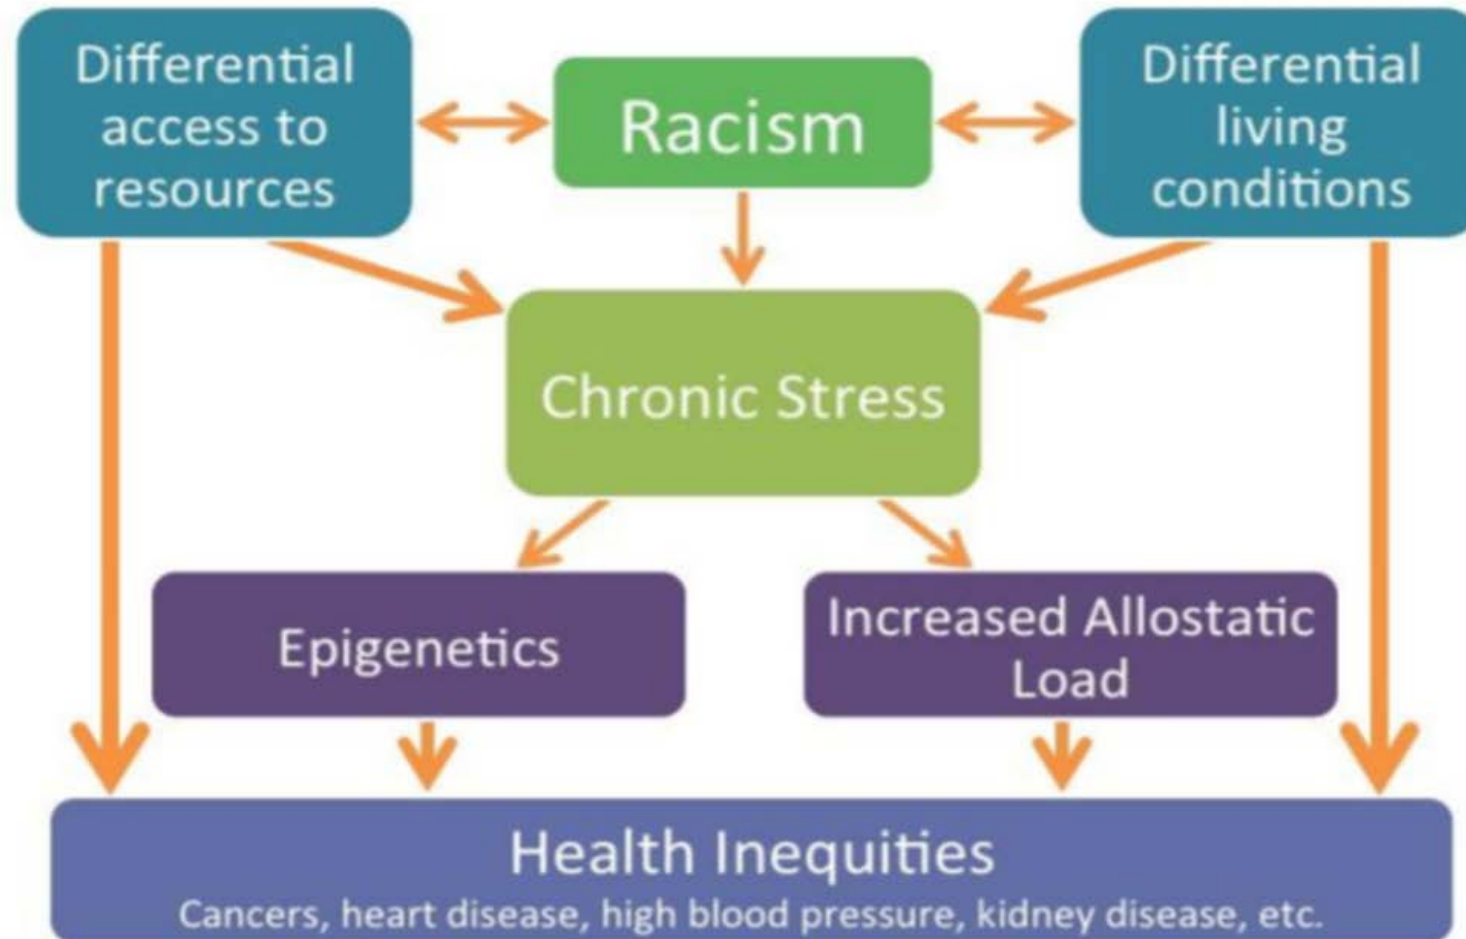 Differential
access to
resources
Racism
Differential
living
conditions
Chronic Stress
Epigenetics
Increased Allostatic
Load
Health Inequities
Cancers, heart disease, high blood pressure, kidney disease, etc.